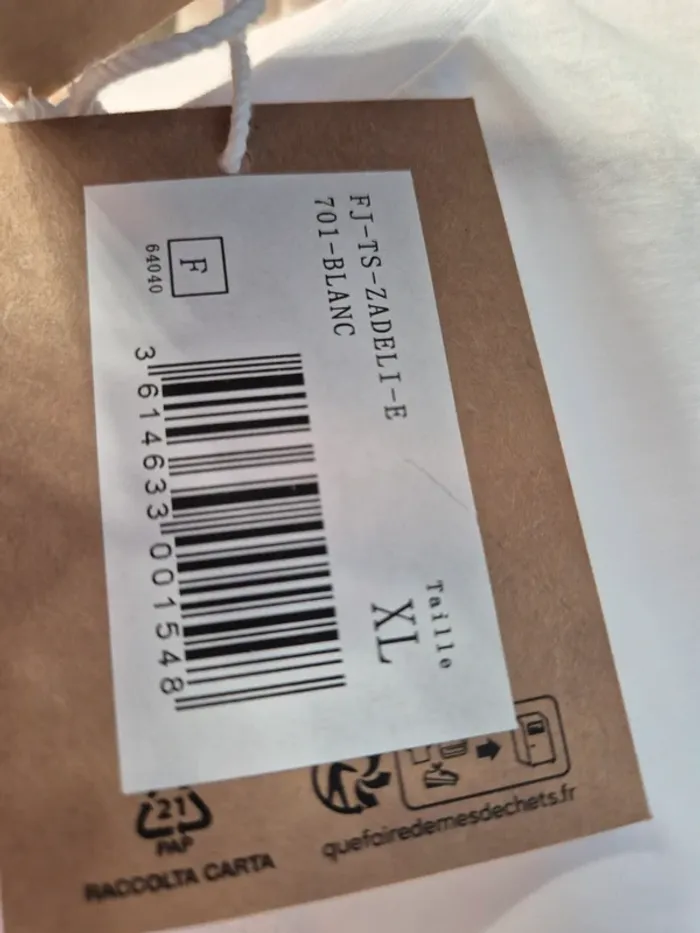 FJ-TS-ZADELI-E
701-BLANC
F
64040
3 614633 001548
Taille
XL
21
PAP
RACCOLTA CARTA
quefairedemesdechets.fr